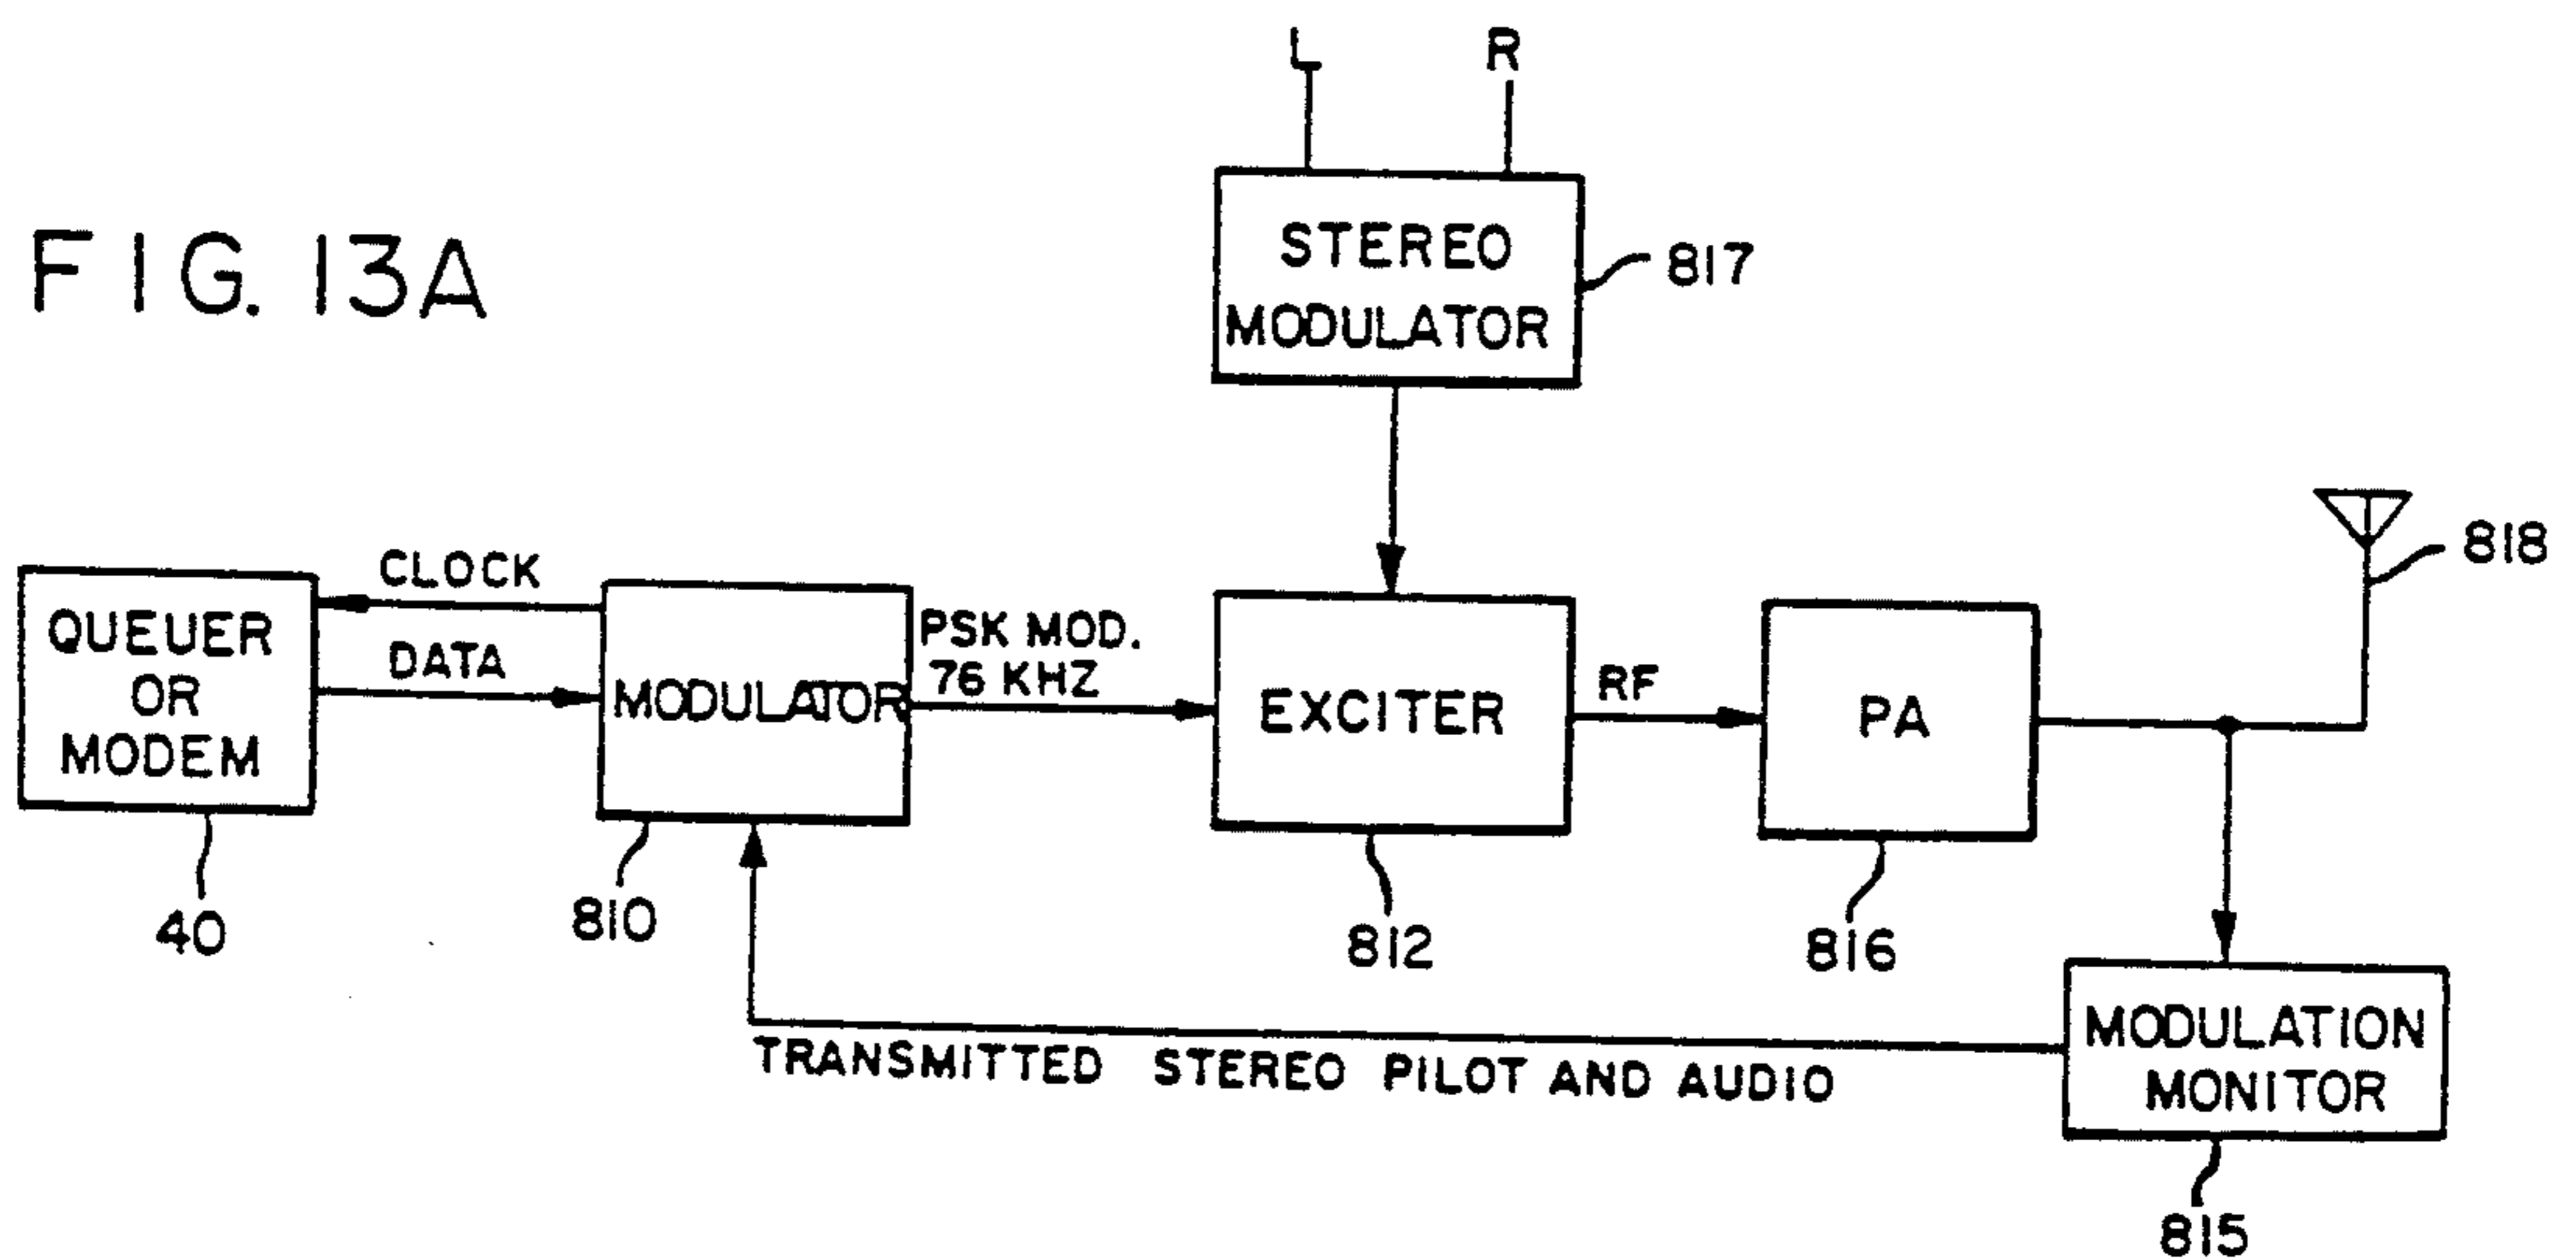 L R
FIG. 13A
STEREO
MODULATOR
817
818
CLOCK
QUEUER
OR
MODEM
DATA
MODULATOR
PSK MOD.
76 KHZ
EXCITER
RF
PA
40
810
812
816
MODULATION
MONITOR
TRANSMITTED STEREO PILOT AND AUDIO
815